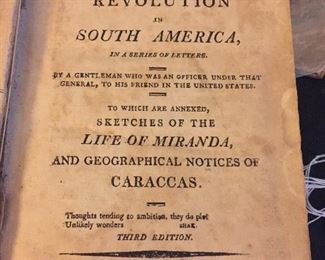 REVOLUTION
IN
SOUTH AMERICA,
IN A SERIES OF LETTERS.
BY A GENTLEMAN WHO WAS AN OFFICER UNDER THAT
GENERAL, TO HIS FRIEND IN THE UNITED STATES.
TO WHICH ARE ANNEXED,
SKETCHES OF THE
LIFE OF MIRANDA,
AND GEOGRAPHICAL NOTICES OF
CARACCAS.
Thoughts tending to ambition, they do plot
Unlikely wonders SHAK.
THIRD EDITION.